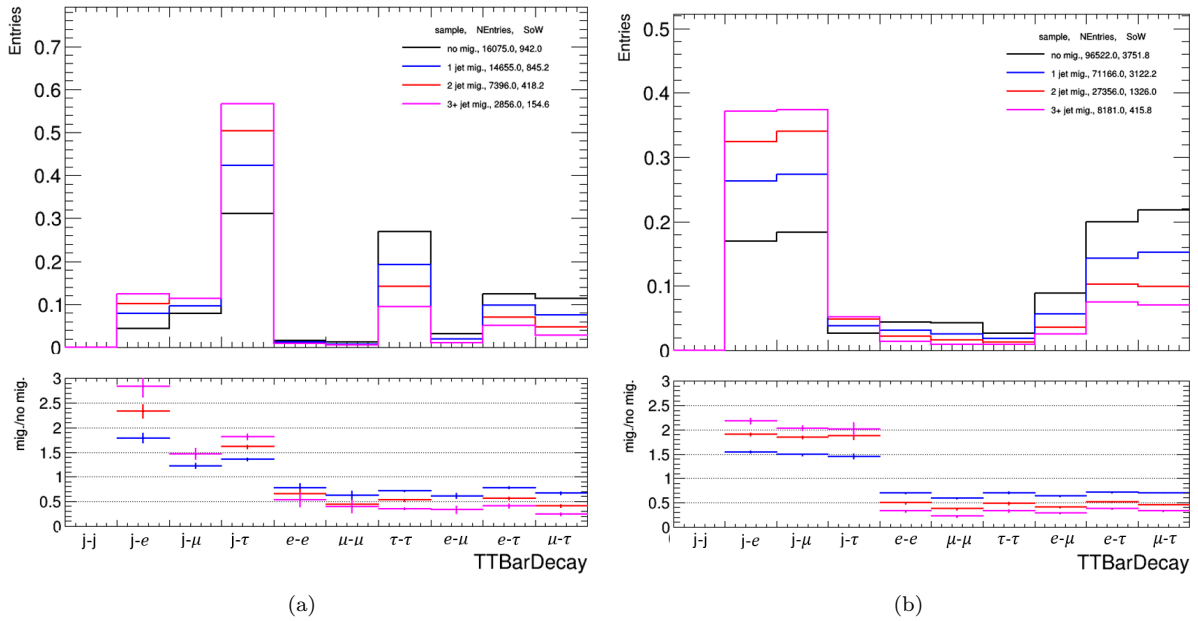 Entries
0.7
0.6
0.5
0.4
0.3
0.2
0.1
0
sample, NEntries, SoW
no mig., 16075.0, 942.0
1 jet mig., 14655.0, 845.2
2 jet mig., 7396.0, 418.2
3+ jet mig., 2856.0, 154.6
mig./no mig.
3
2.5
2
1.5
1
0.5
0
j-j j-e j-μ j-τ e-e μ-μ τ-τ e-μ e-τ μ-τ
TTBarDecay
(a)
Entries
0.5
0.4
0.3
0.2
0.1
0
sample, NEntries, SoW
no mig., 96522.0, 3751.8
1 jet mig., 71166.0, 3122.2
2 jet mig., 27356.0, 1326.0
3+ jet mig., 8181.0, 415.8
mig./no mig.
3
2.5
2
1.5
1
0.5
0
j-j j-e j-μ j-τ e-e μ-μ τ-τ e-μ e-τ μ-τ
TTBarDecay
(b)